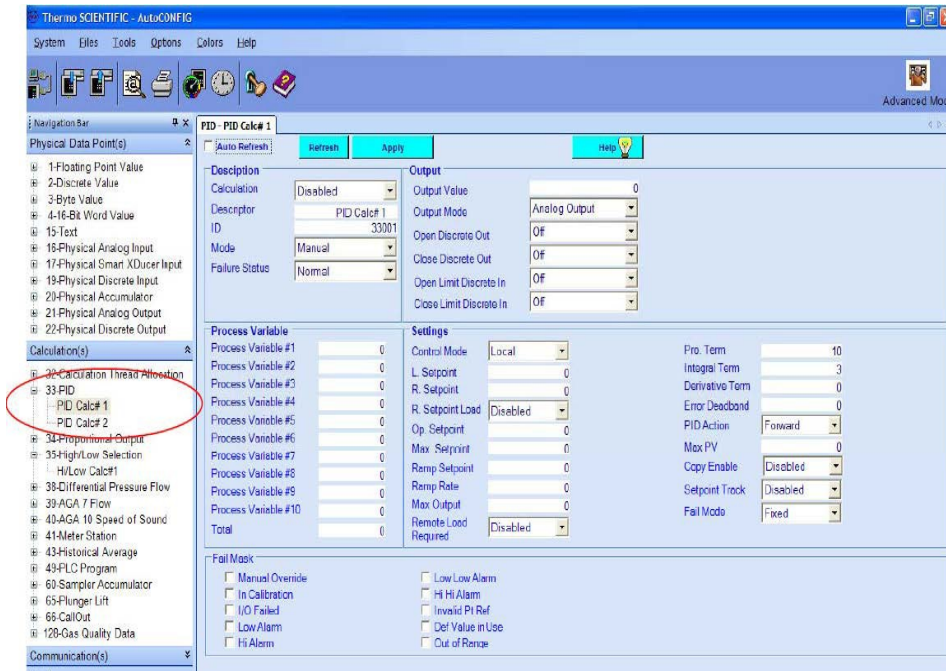 Thermo SCIENTIFIC - AutoCONFIG
System Files Tools Optons Colors Help
Advanced Mod
Navigation Bar
PID - PID Calc# 1
Physical Data Point(s)
1-Floating Point Value
2-Discrete Value
3-Byte Value
4-16-Bit Word Value
15-Text
16-Physical Analog Input
17-Physical Smart XDucer Input
19-Physical Discrete Input
20-Physical Accumulator
21-Physical Analog Output
22-Physical Discrete Output
Calculation(s)
32-Calculation Thread Allocation
33-PID
PID Calc# 1
PID Calc# 2
34-Proportional Output
35-High/Low Selection
Hi/Low Calc#1
38-Differential Pressure Flow
39-AGA 7 Flow
40-AGA 10 Speed of Sound
41-Meter Station
43-Historical Average
49-PLC Program
60-Sampler Accumulator
65-Plunger Lift
66-CallOut
128-Gas Quality Data
Communication(s)
Auto Refresh Refresh Apply Help
Desciption
Calculation Disabled
Descriptor PID Calc# 1
ID 33001
Mode Manual
Failure Status Normal
Output
Output Value 0
Output Mode Analog Output
Open Discrete Out Off
Close Discrete Out Off
Open Limit Discrete In Off
Close Limit Discrete In Off
Process Variable
Process Variable #1 0
Process Variable #2 0
Process Variable #3 0
Process Variable #4 0
Process Variable #5 0
Process Variable #6 0
Process Variable #7 0
Process Variable #8 0
Process Variable #9 0
Process Variable #10 0
Total 0
Settings
Control Mode Local
L. Setpoint 0
R. Setpoint 0
R. Setpoint Load Disabled
Op. Setpoint 0
Max Setpoint 0
Ramp Setpoint 0
Ramp Rate 0
Max Output 0
Remote Load
Required Disabled
Pro. Term 10
Integral Term 3
Derivative Term 0
Error Deadband 0
PID Action Forward
Max PV 0
Copy Enable Disabled
Setpoint Track Disabled
Fail Mode Fixed
Fail Mask
Manual Override
In Calibration
I/O Failed
Low Alarm
Hi Alarm
Low Low Alarm
Hi Hi Alarm
Invalid Pt Ref
Def Value in Use
Out of Range